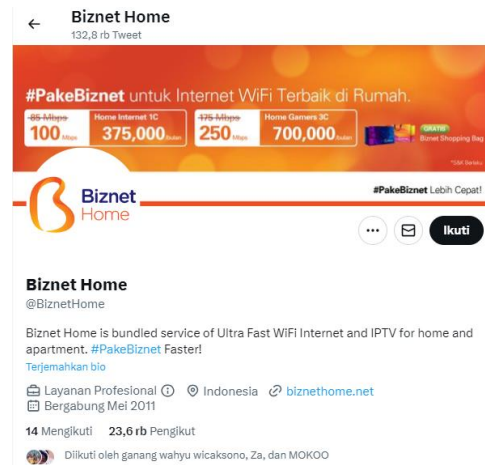 Biznet Home
132,8 rb Tweet
#PakeBiznet untuk Internet WiFi Terbaik di Rumah.
85 Mbps
100 Mbps
Home Internet 1C
375,000/Bulan
175 Mbps
250 Mbps
Home Gamers 3C
700,000/Bulan
GRATIS
Biznet Shopping Bag
*S&K Berlaku
#PakeBiznet Lebih Cepat!
Biznet
Home
Ikuti
Biznet Home
@BiznetHome
Biznet Home is bundled service of Ultra Fast WiFi Internet and IPTV for home and
apartment. #PakeBiznet Faster!
Terjemahkan bio
Layanan Profesional Indonesia biznethome.net
Bergabung Mei 2011
14 Mengikuti 23,6 rb Pengikut
Diikuti oleh ganang wahyu wicaksono, Za, dan MOKOO